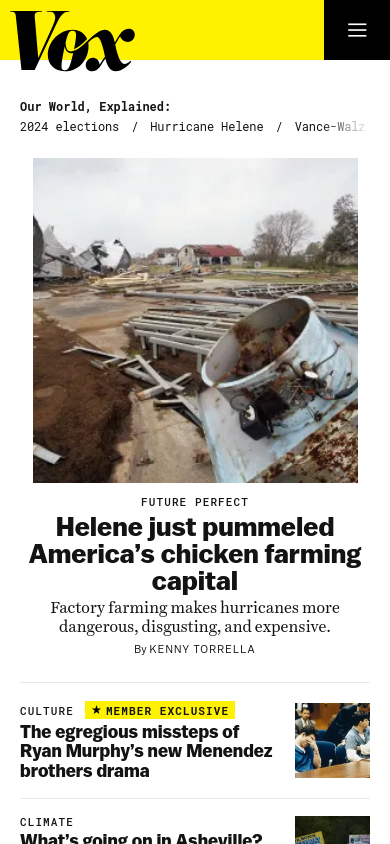 Vox
Our World, Explained:
2024 elections / Hurricane Helene / Vance-Walz
FUTURE PERFECT
Helene just pummeled
America’s chicken farming
capital
Factory farming makes hurricanes more
dangerous, disgusting, and expensive.
By KENNY TORRELLA
CULTURE ★ MEMBER EXCLUSIVE
The egregious missteps of
Ryan Murphy’s new Menendez
brothers drama
CLIMATE
What’s going on in Asheville?